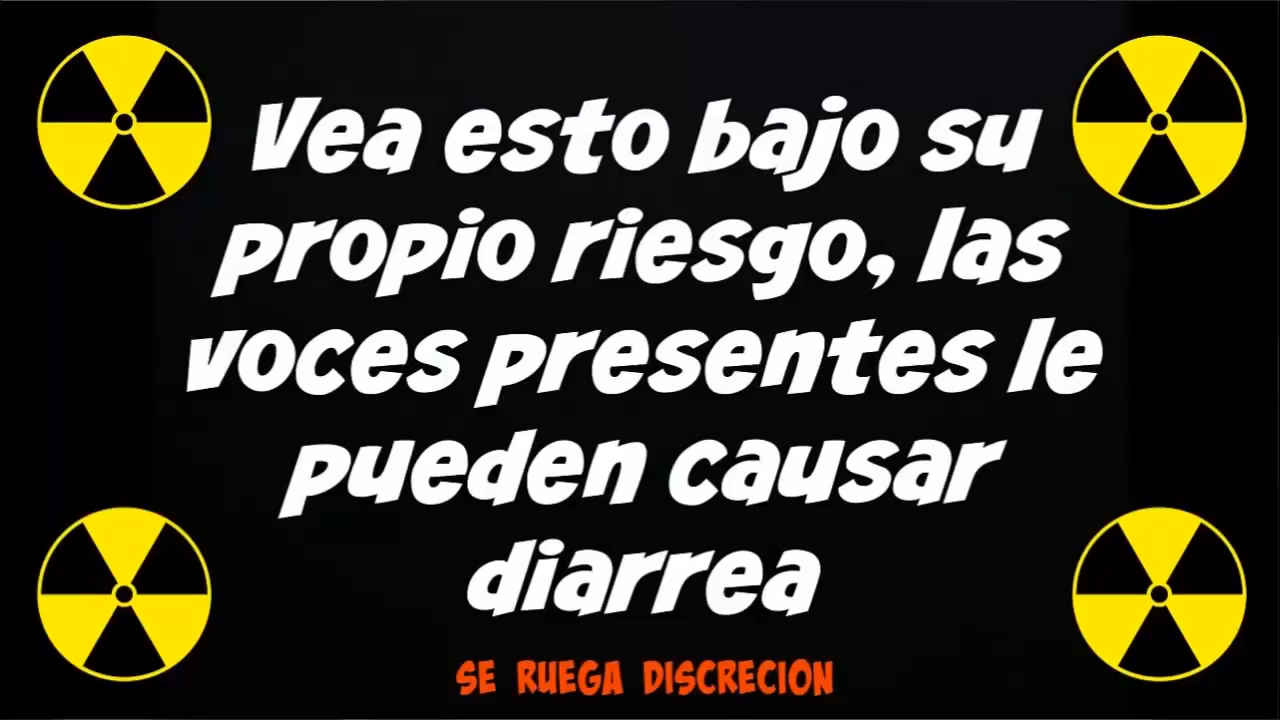 Vea esto bajo su
propio riesgo, las
voces presentes le
pueden causar
diarrea
SE RUEGA DISCRECION